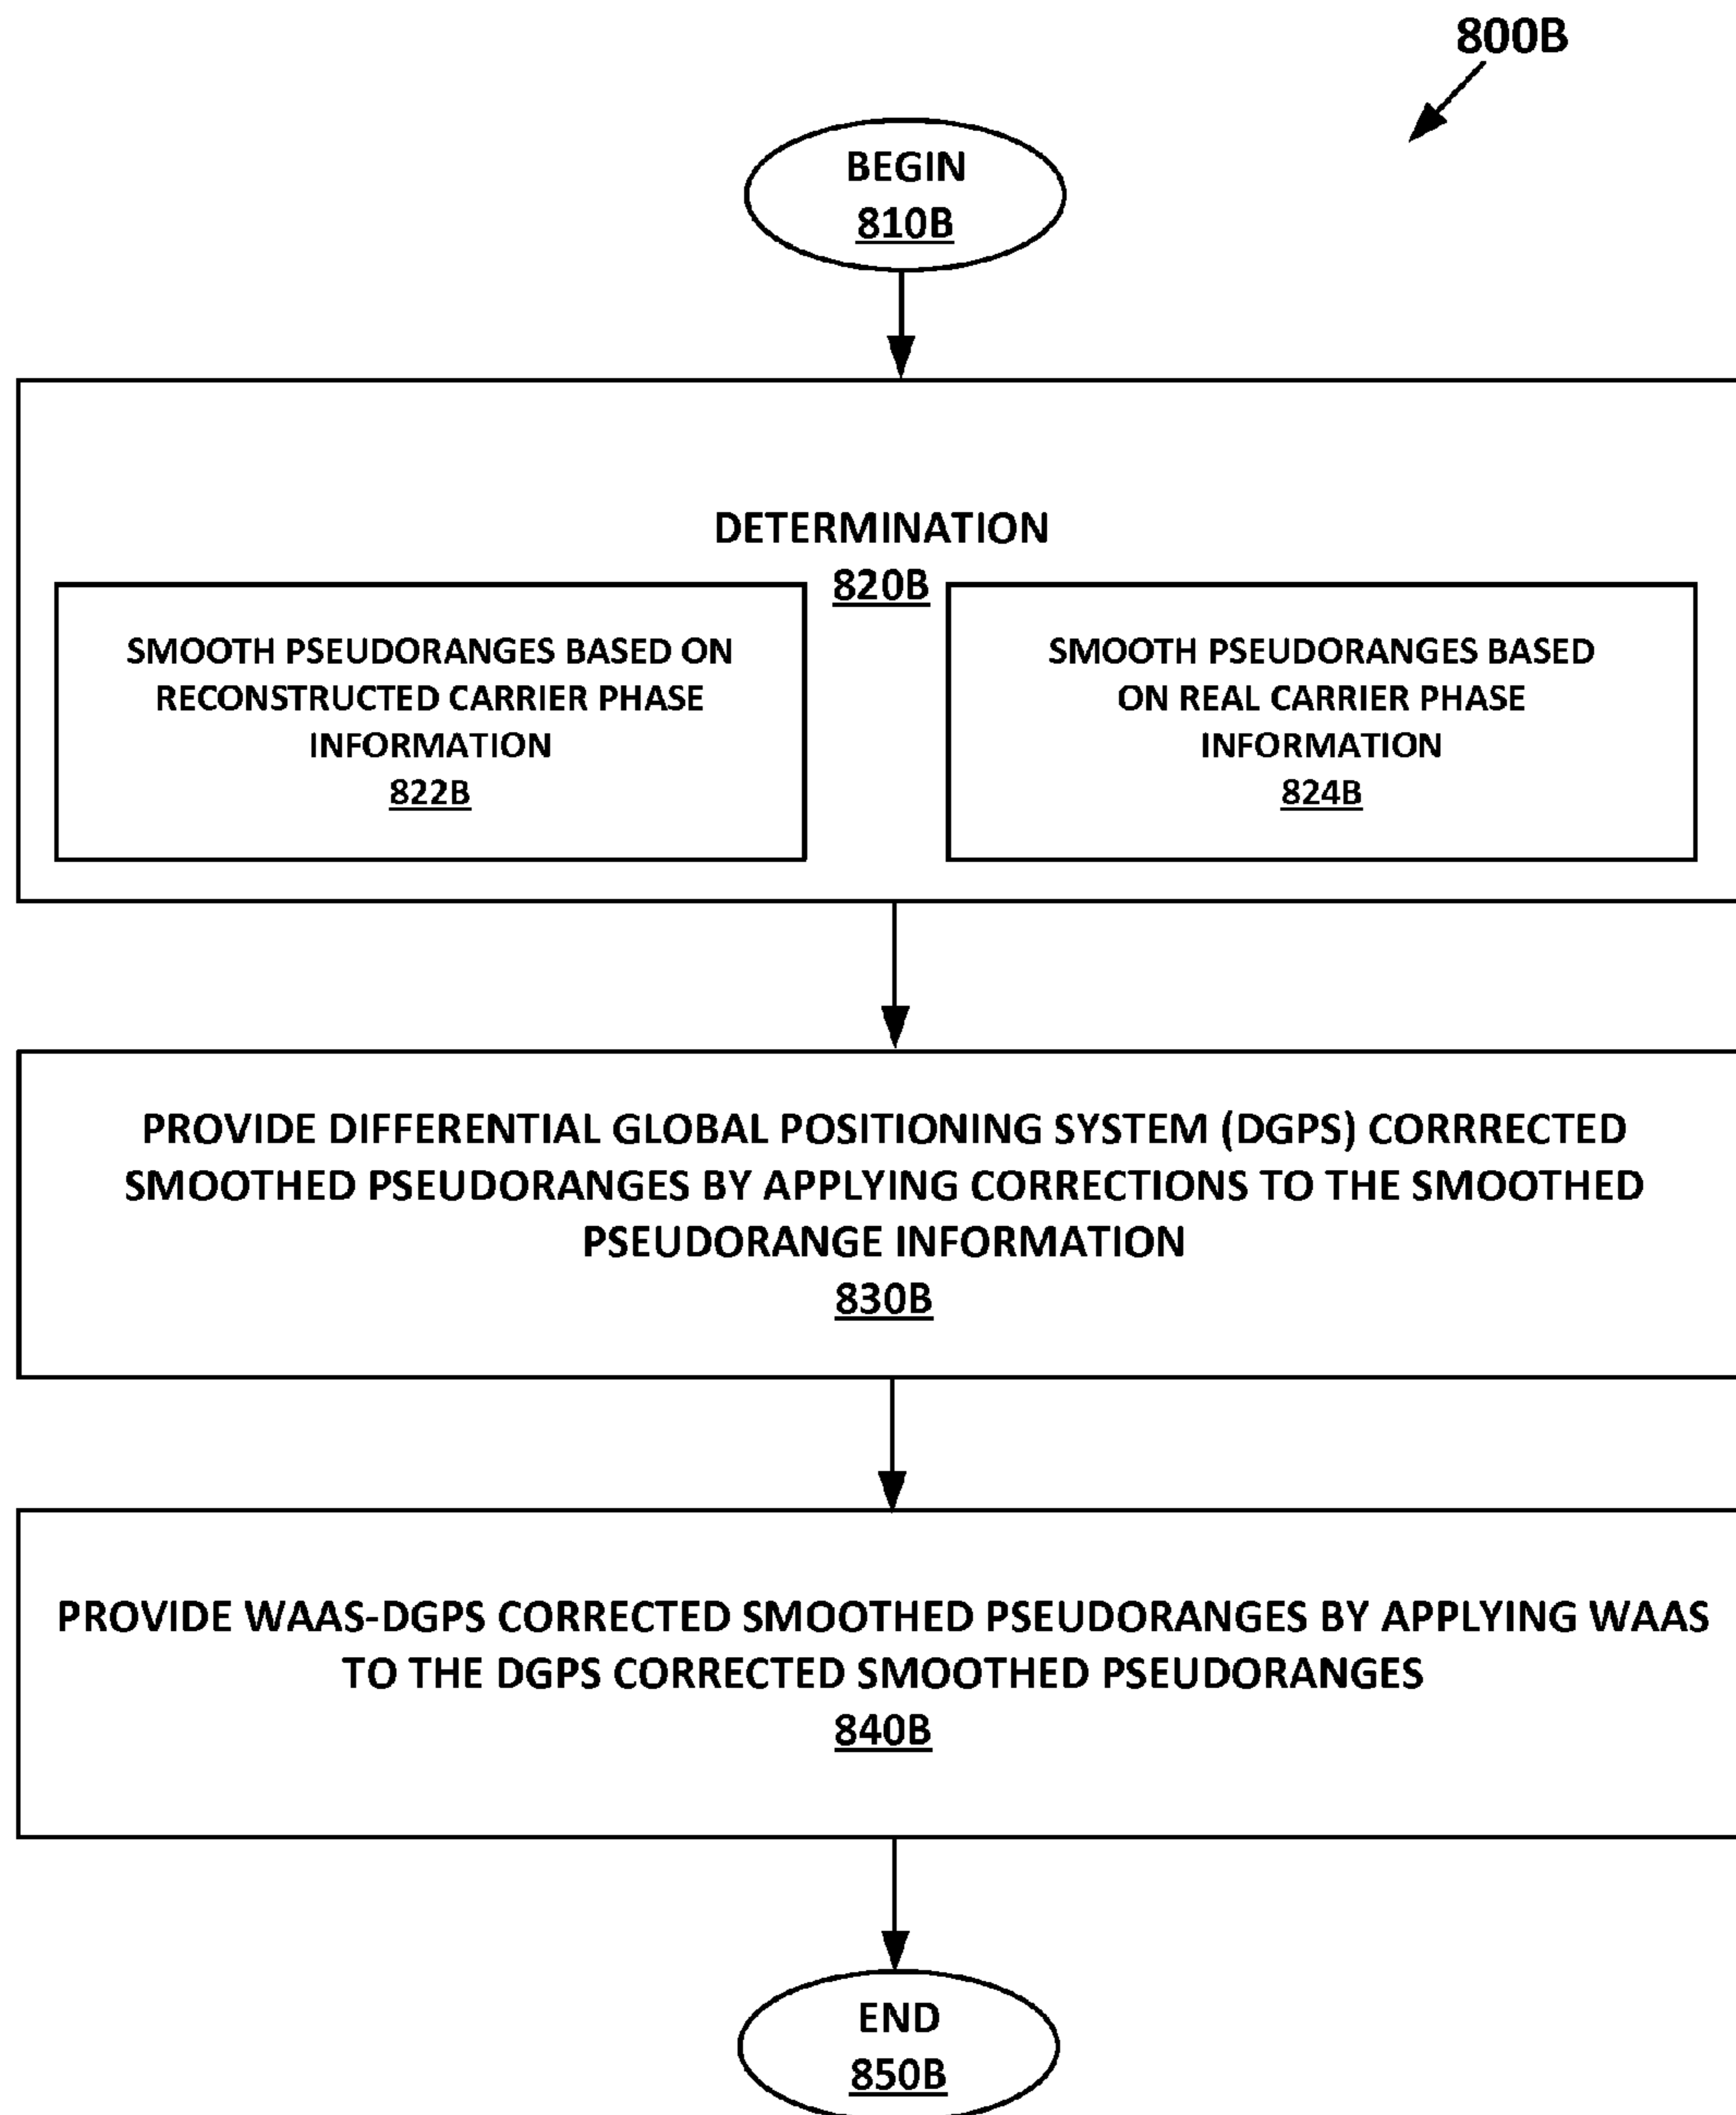 800B
BEGIN
810B
DETERMINATION
820B
SMOOTH PSEUDORANGES BASED ON
RECONSTRUCTED CARRIER PHASE
INFORMATION
822B
SMOOTH PSEUDORANGES BASED
ON REAL CARRIER PHASE
INFORMATION
824B
PROVIDE DIFFERENTIAL GLOBAL POSITIONING SYSTEM (DGPS) CORRRECTED
SMOOTHED PSEUDORANGES BY APPLYING CORRECTIONS TO THE SMOOTHED
PSEUDORANGE INFORMATION
830B
PROVIDE WAAS-DGPS CORRECTED SMOOTHED PSEUDORANGES BY APPLYING WAAS
TO THE DGPS CORRECTED SMOOTHED PSEUDORANGES
840B
END
850B